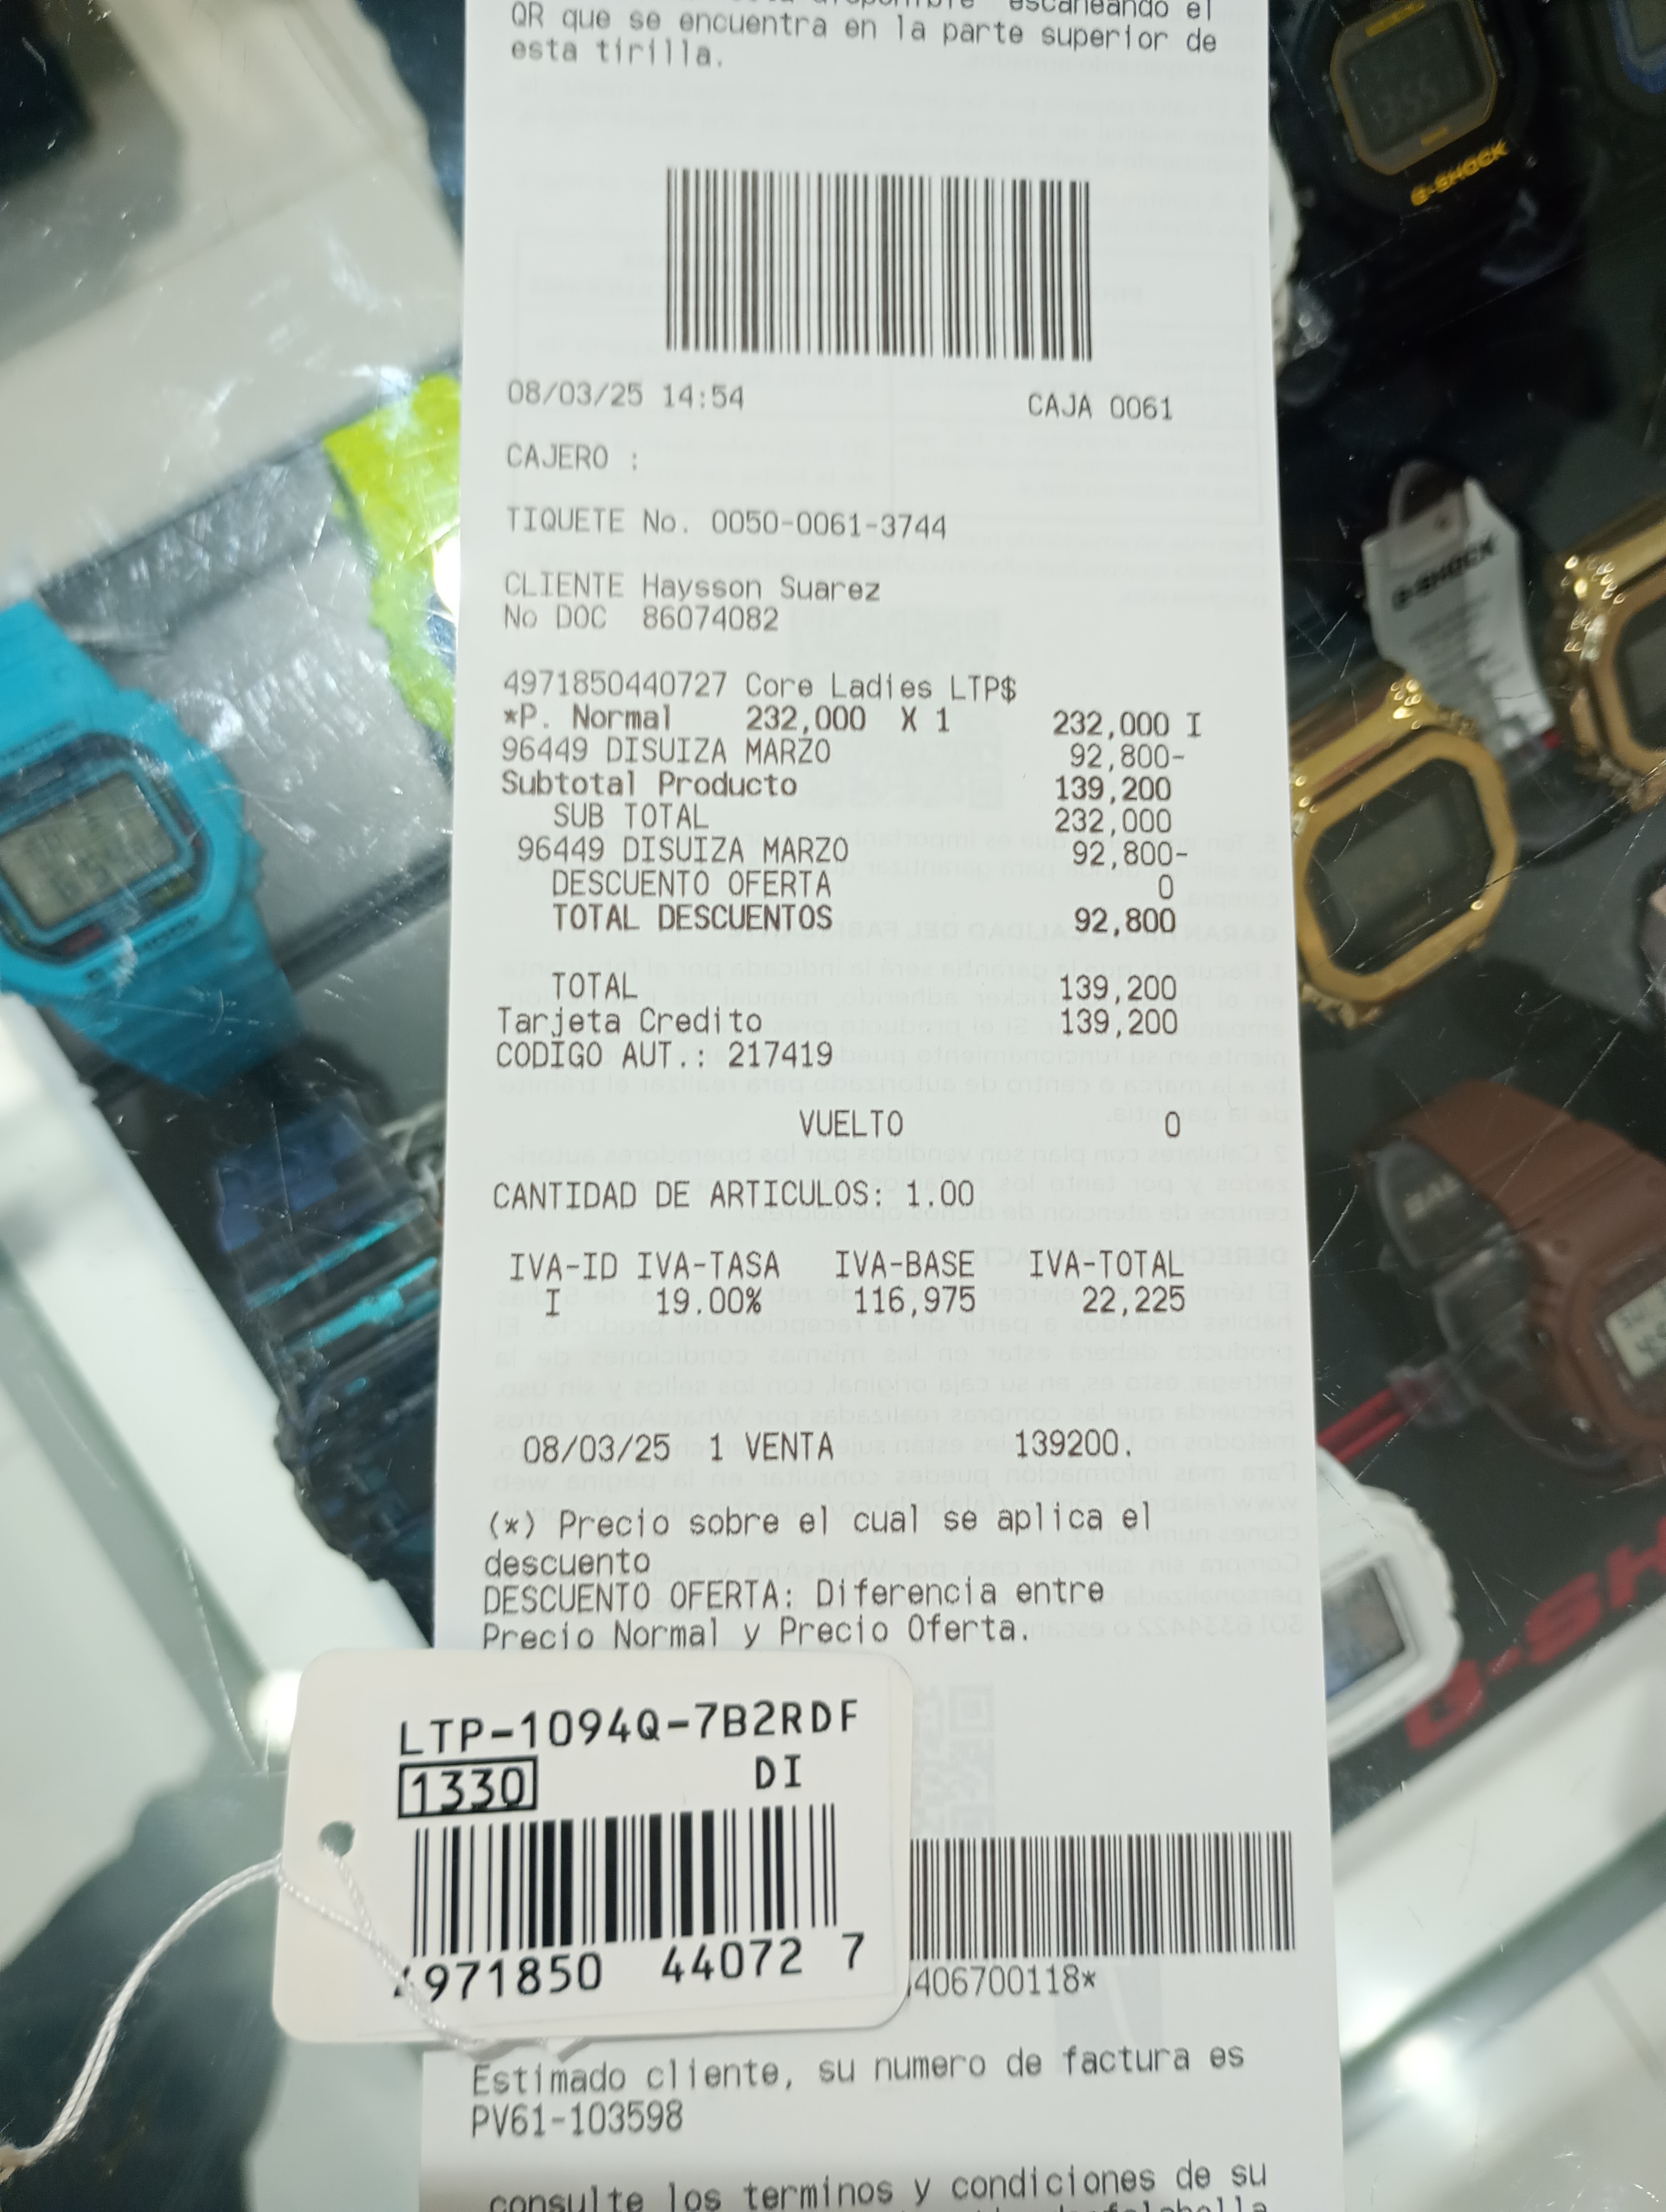 escaneando el
QR que se encuentra en la parte superior de
esta tirilla.
08/03/25 14:54 CAJA 0061
CAJERO :
TIQUETE No. 0050-0061-3744
CLIENTE Haysson Suarez
No DOC 86074082
4971850440727 Core Ladies LTP$
*P. Normal 232,000 X 1 232,000 I
96449 DISUIZA MARZO 92,800-
Subtotal Producto 139,200
SUB TOTAL 232,000
96449 DISUIZA MARZO 92,800-
DESCUENTO OFERTA 0
TOTAL DESCUENTOS 92,800
TOTAL 139,200
Tarjeta Credito 139,200
CODIGO AUT.: 217419
VUELTO 0
CANTIDAD DE ARTICULOS: 1.00
IVA-ID IVA-TASA IVA-BASE IVA-TOTAL
I 19.00% 116,975 22,225
08/03/25 1 VENTA 139200.
(*) Precio sobre el cual se aplica el
descuento
DESCUENTO OFERTA: Diferencia entre
Precio Normal y Precio Oferta.
LTP-1094Q-7B2RDF
1330 DI
4971850 44072 7
406700118*
Estimado cliente, su numero de factura es
PV61-103598
consulte los terminos y condiciones de su
G-SHOCK
G-SHOCK